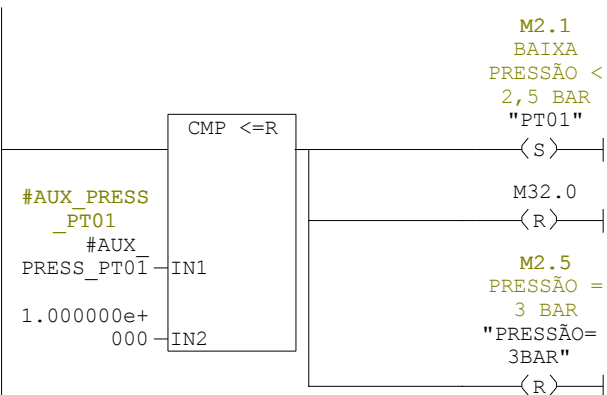 M2.1
BAIXA
PRESSÃO <
2,5 BAR
"PT01"
CMP <=R
S
#AUX_PRESS
_PT01
#AUX_
PRESS_PT01
IN1
1.000000e+
000
IN2
M32.0
R
M2.5
PRESSÃO =
3 BAR
"PRESSÃO=
3BAR"
R